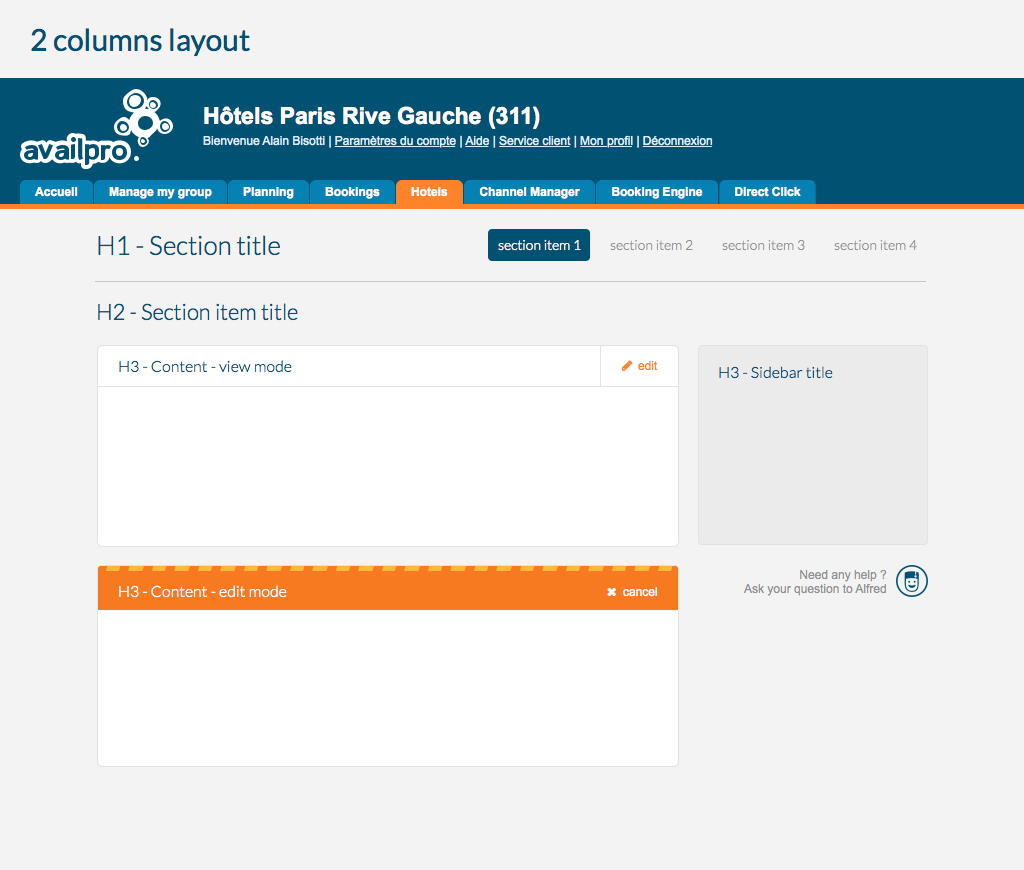 2 columns layout
availpro
Hôtels Paris Rive Gauche (311)
Bienvenue Alain Bisotti | Paramètres du compte | Aide | Service client | Mon profil | Déconnexion
Accueil Manage my group Planning Bookings Hotels Channel Manager Booking Engine Direct Click
H1 - Section title
section item 1 section item 2 section item 3 section item 4
H2 - Section item title
H3 - Content - view mode edit
H3 - Sidebar title
H3 - Content - edit mode cancel
Need any help ?
Ask your question to Alfred